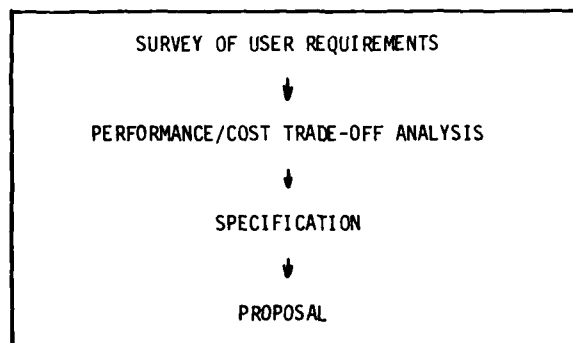 SURVEY OF USER REQUIREMENTS
PERFORMANCE/COST TRADE-OFF ANALYSIS
SPECIFICATION
PROPOSAL